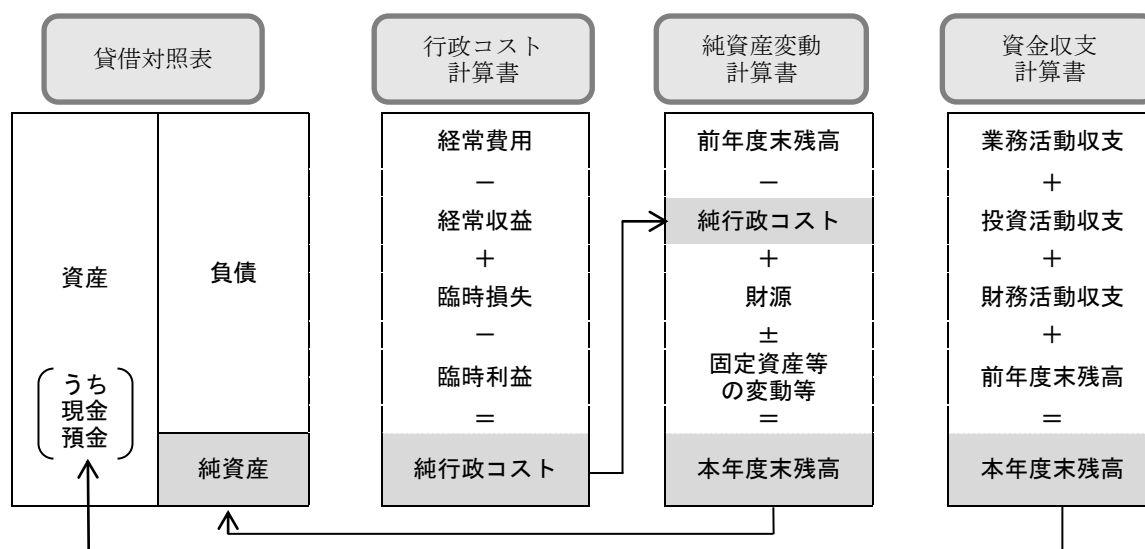 貸借対照表
行政コスト
計算書
純資産変動
計算書
資金収支
計算書
資産
うち
現金
預金
負債
純資産
経常費用
－
経常収益
＋
臨時損失
－
臨時利益
＝
純行政コスト
前年度末残高
－
純行政コスト
＋
財源
±
固定資産等
の変動等
＝
本年度末残高
業務活動収支
＋
投資活動収支
＋
財務活動収支
＋
前年度末残高
＝
本年度末残高